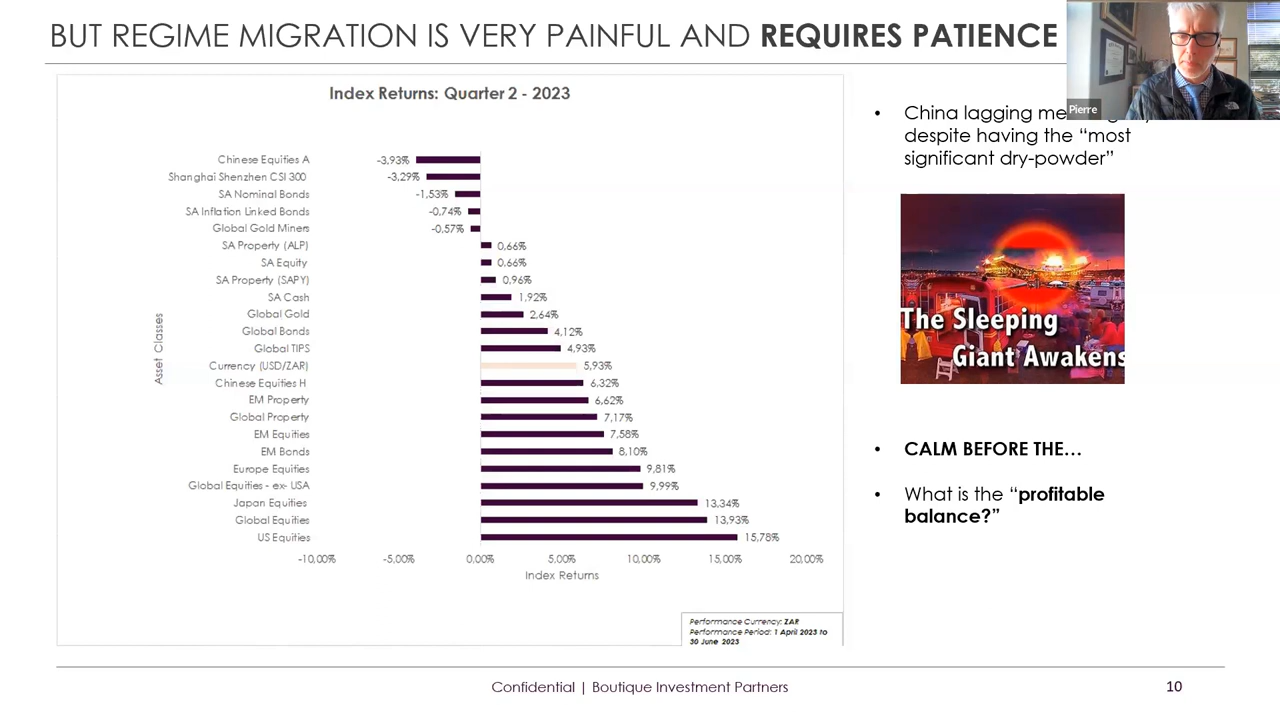 BUT REGIME MIGRATION IS VERY PAINFUL AND REQUIRES PATIENCE
Pierre
Index Returns: Quarter 2 - 2023
Chinese Equities A -3,93%
Shanghai Shenzhen CSI 300 -3,29%
SA Nominal Bonds -1,53%
SA Inflation Linked Bonds -0,74%
Global Gold Miners -0,57%
SA Property (ALP) 0,66%
SA Equity 0,66%
SA Property (SAPY) 0,96%
SA Cash 1,92%
Global Gold 2,64%
Global Bonds 4,12%
Global TIPS 4,93%
Currency (USD/ZAR) 5,93%
Chinese Equities H 6,32%
EM Property 6,62%
Global Property 7,17%
EM Equities 7,58%
EM Bonds 8,10%
Europe Equities 9,81%
Global Equities - ex- USA 9,99%
Japan Equities 13,34%
Global Equities 13,93%
US Equities 15,78%
Asset Classes
-10,00% -5,00% 0,00% 5,00% 10,00% 15,00% 20,00%
Index Returns
Performance Currency: ZAR
Performance Period: 1 April 2023 to
30 June 2023
• China lagging
despite having the “most
significant dry-powder”
The Sleeping
Giant Awakens
• CALM BEFORE THE…
• What is the “profitable
balance?”
Confidential | Boutique Investment Partners
10